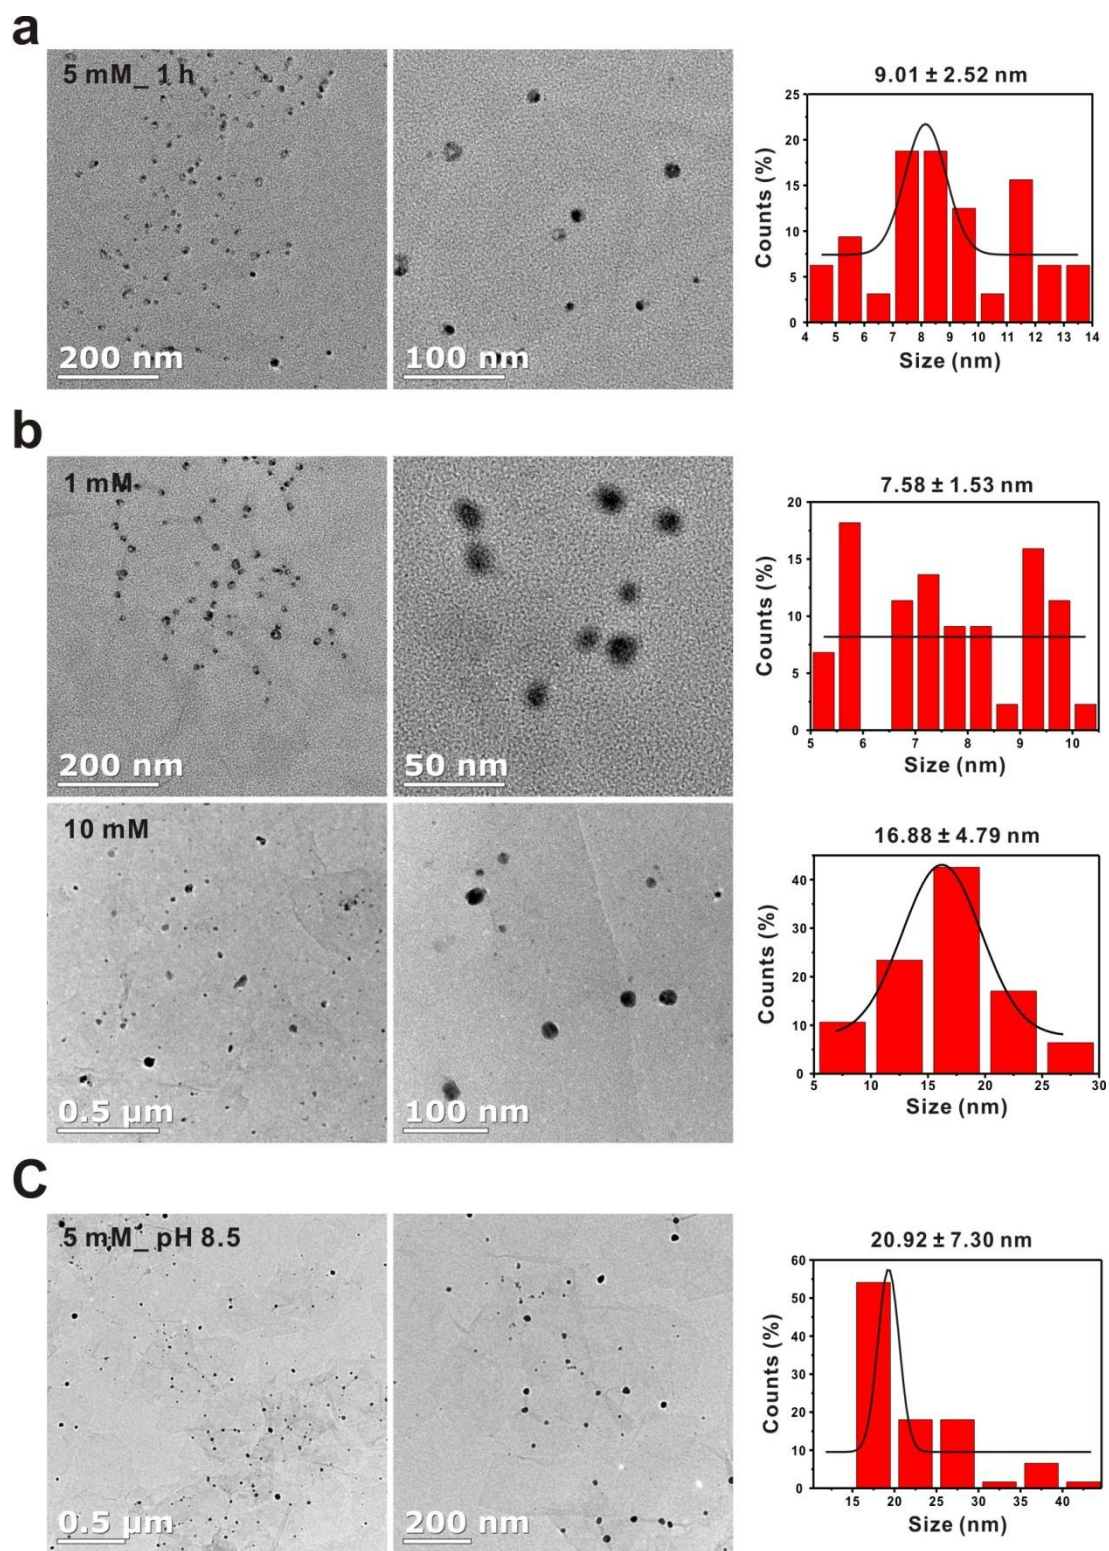 a
5 mM_ 1 h
200 nm
100 nm
9.01 ± 2.52 nm
Counts (%)
25
20
15
10
5
0
4 5 6 7 8 9 10 11 12 13 14
Size (nm)
b
1 mM
200 nm
50 nm
7.58 ± 1.53 nm
Counts (%)
20
15
10
5
0
5 6 7 8 9 10
Size (nm)
10 mM
0.5 µm
100 nm
16.88 ± 4.79 nm
Counts (%)
40
30
20
10
0
5 10 15 20 25 30
Size (nm)
C
5 mM_ pH 8.5
0.5 µm
200 nm
20.92 ± 7.30 nm
Counts (%)
60
50
40
30
20
10
0
15 20 25 30 35 40
Size (nm)